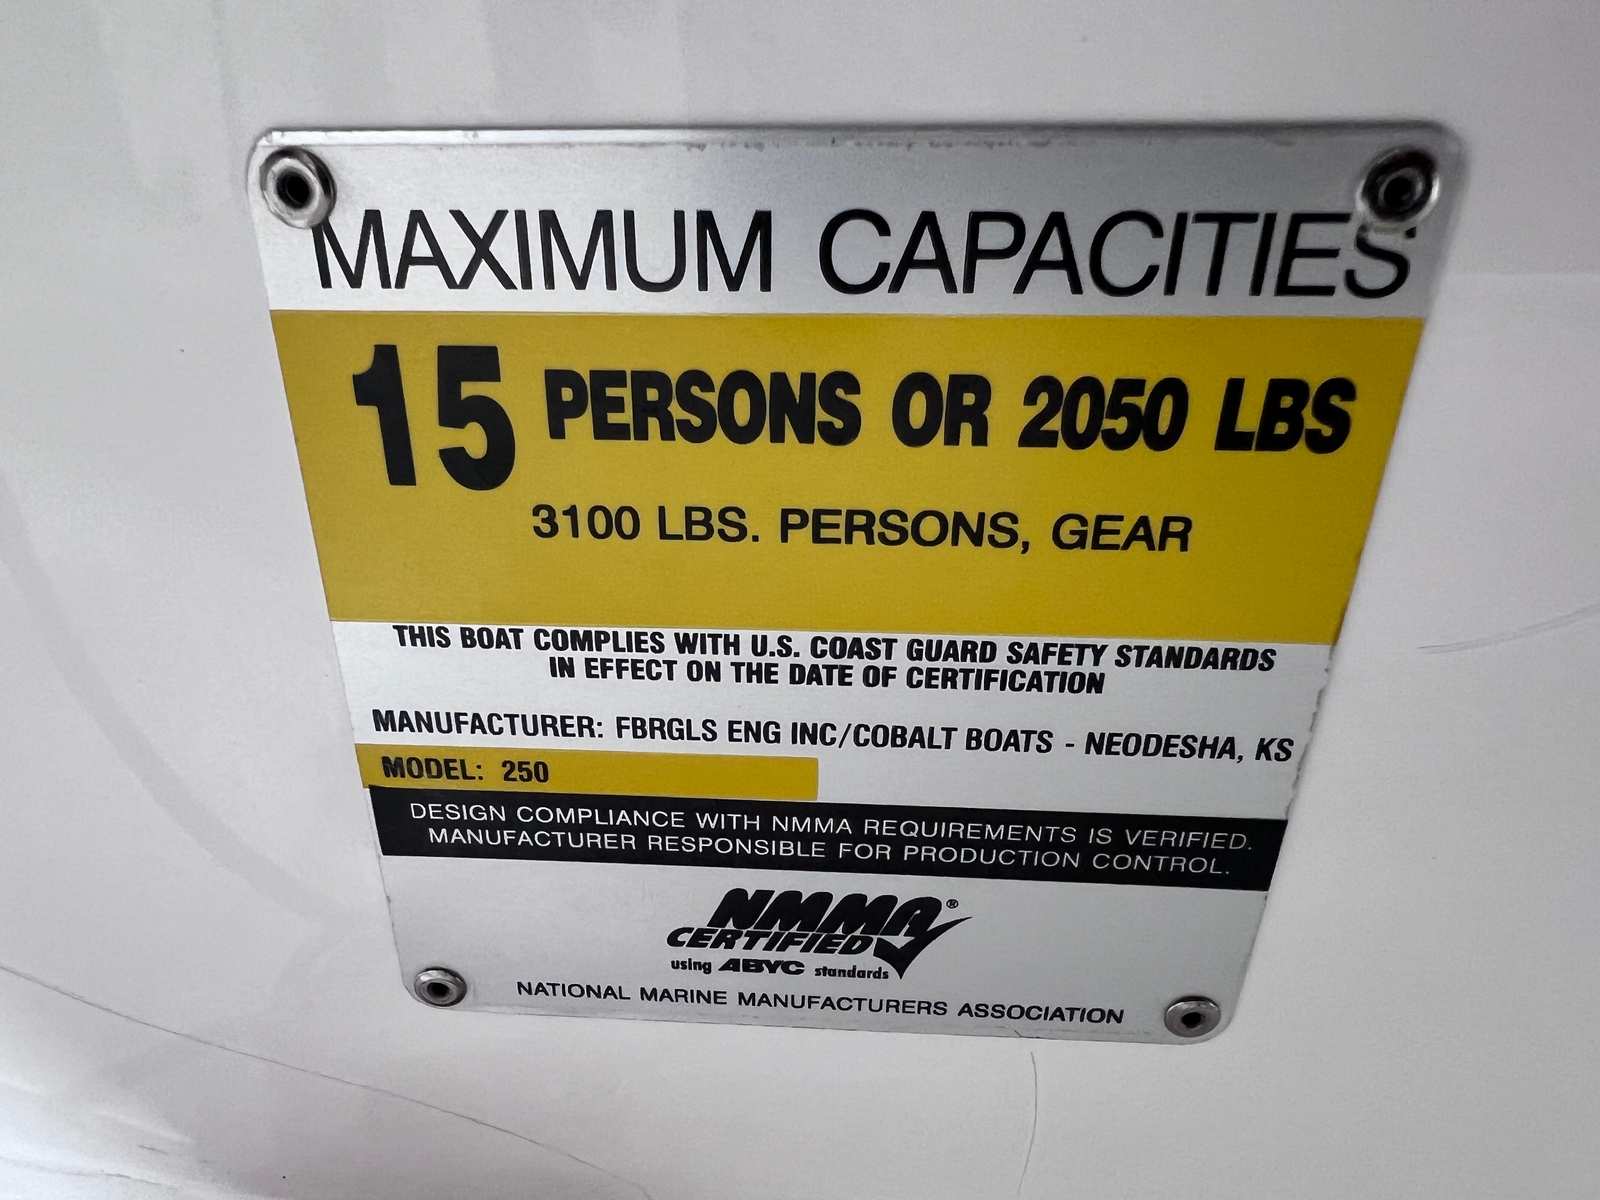 MAXIMUM CAPACITIES
15 PERSONS OR 2050 LBS
3100 LBS. PERSONS, GEAR
THIS BOAT COMPLIES WITH U.S. COAST GUARD SAFETY STANDARDS
IN EFFECT ON THE DATE OF CERTIFICATION
MANUFACTURER: FBRGLS ENG INC/COBALT BOATS - NEODESHA, KS
MODEL: 250
DESIGN COMPLIANCE WITH NMMA REQUIREMENTS IS VERIFIED.
MANUFACTURER RESPONSIBLE FOR PRODUCTION CONTROL.
NMMA®
CERTIFIED
using ABYC standards
NATIONAL MARINE MANUFACTURERS ASSOCIATION